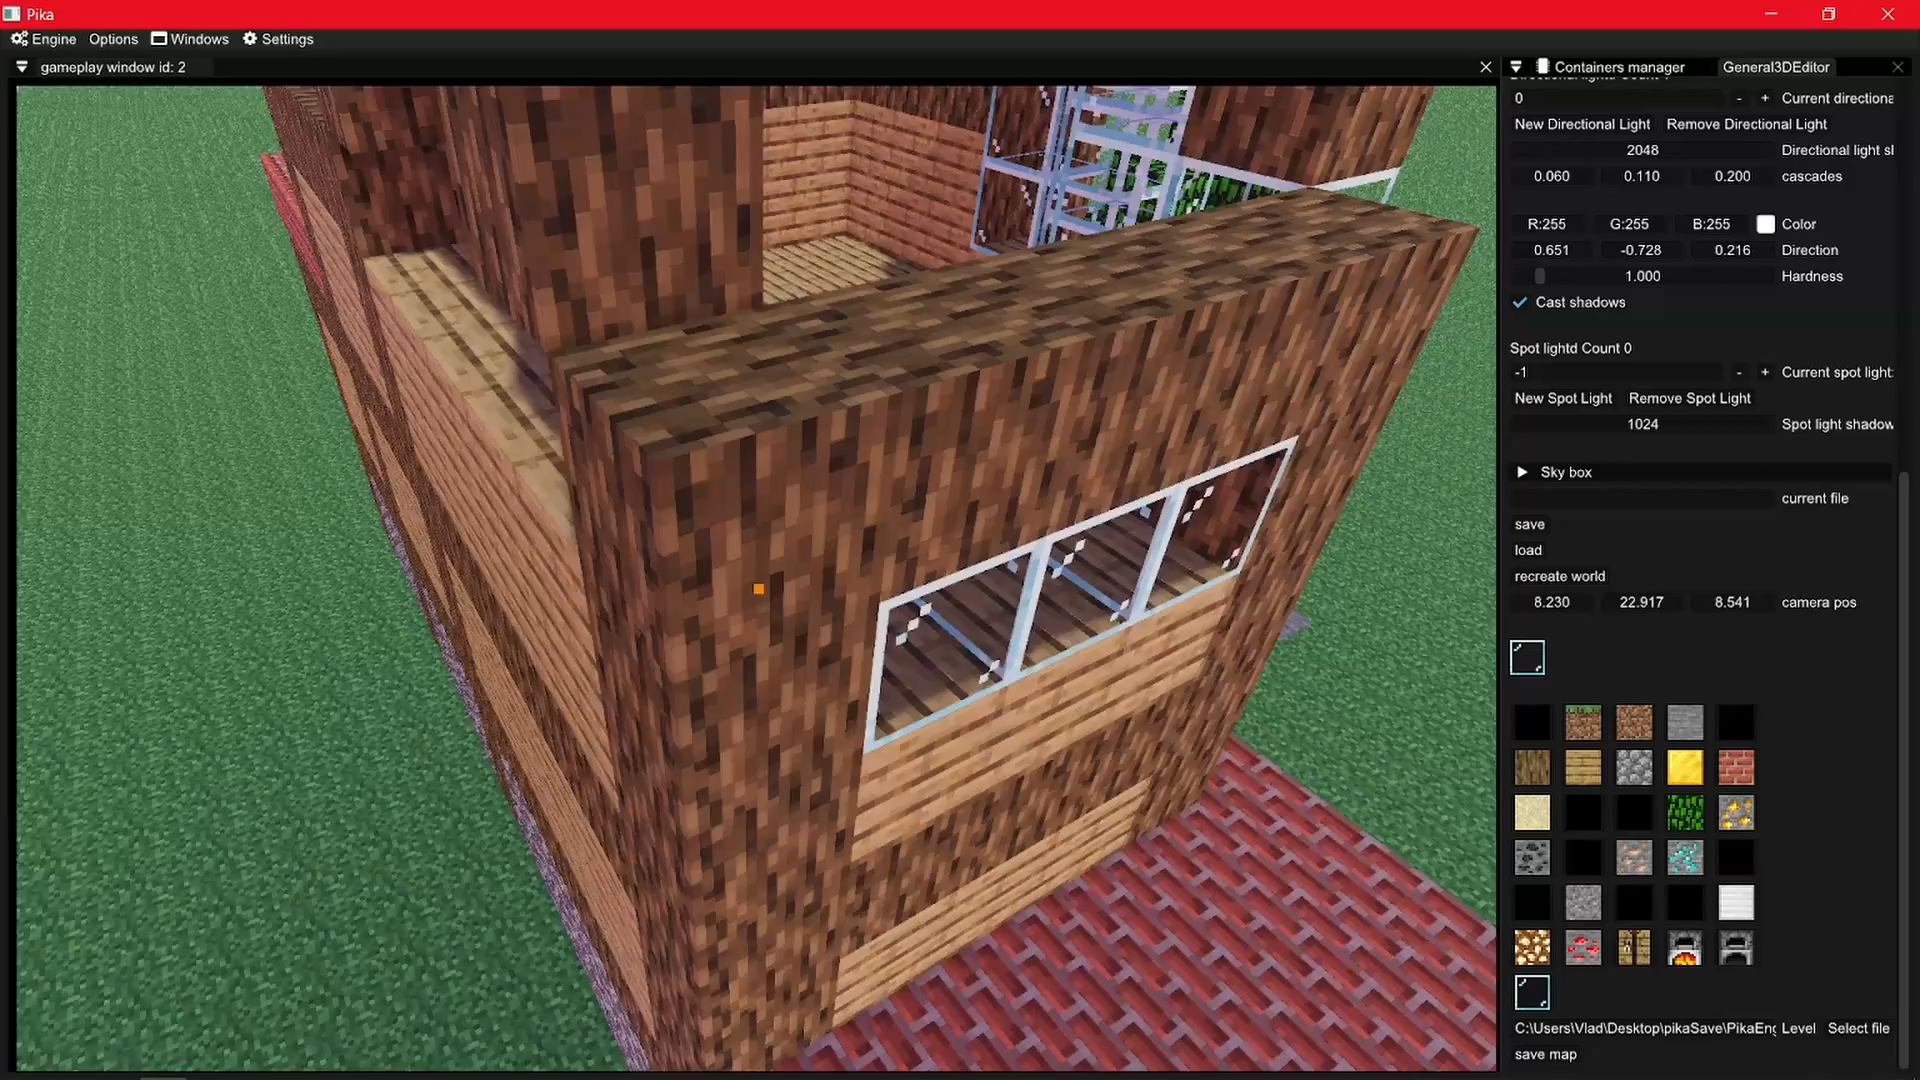 Pika
Engine Options Windows Settings
gameplay window id: 2
Containers manager General3DEditor
0 - + Current directiona
New Directional Light Remove Directional Light
2048 Directional light sl
0.060 0.110 0.200 cascades
R:255 G:255 B:255 Color
0.651 -0.728 0.216 Direction
1.000 Hardness
Cast shadows
Spot lightd Count 0
-1 - + Current spot light:
New Spot Light Remove Spot Light
1024 Spot light shadow
Sky box
current file
save
load
recreate world
8.230 22.917 8.541 camera pos
C:\Users\Vlad\Desktop\pikaSave\PikaEng Level Select file
save map